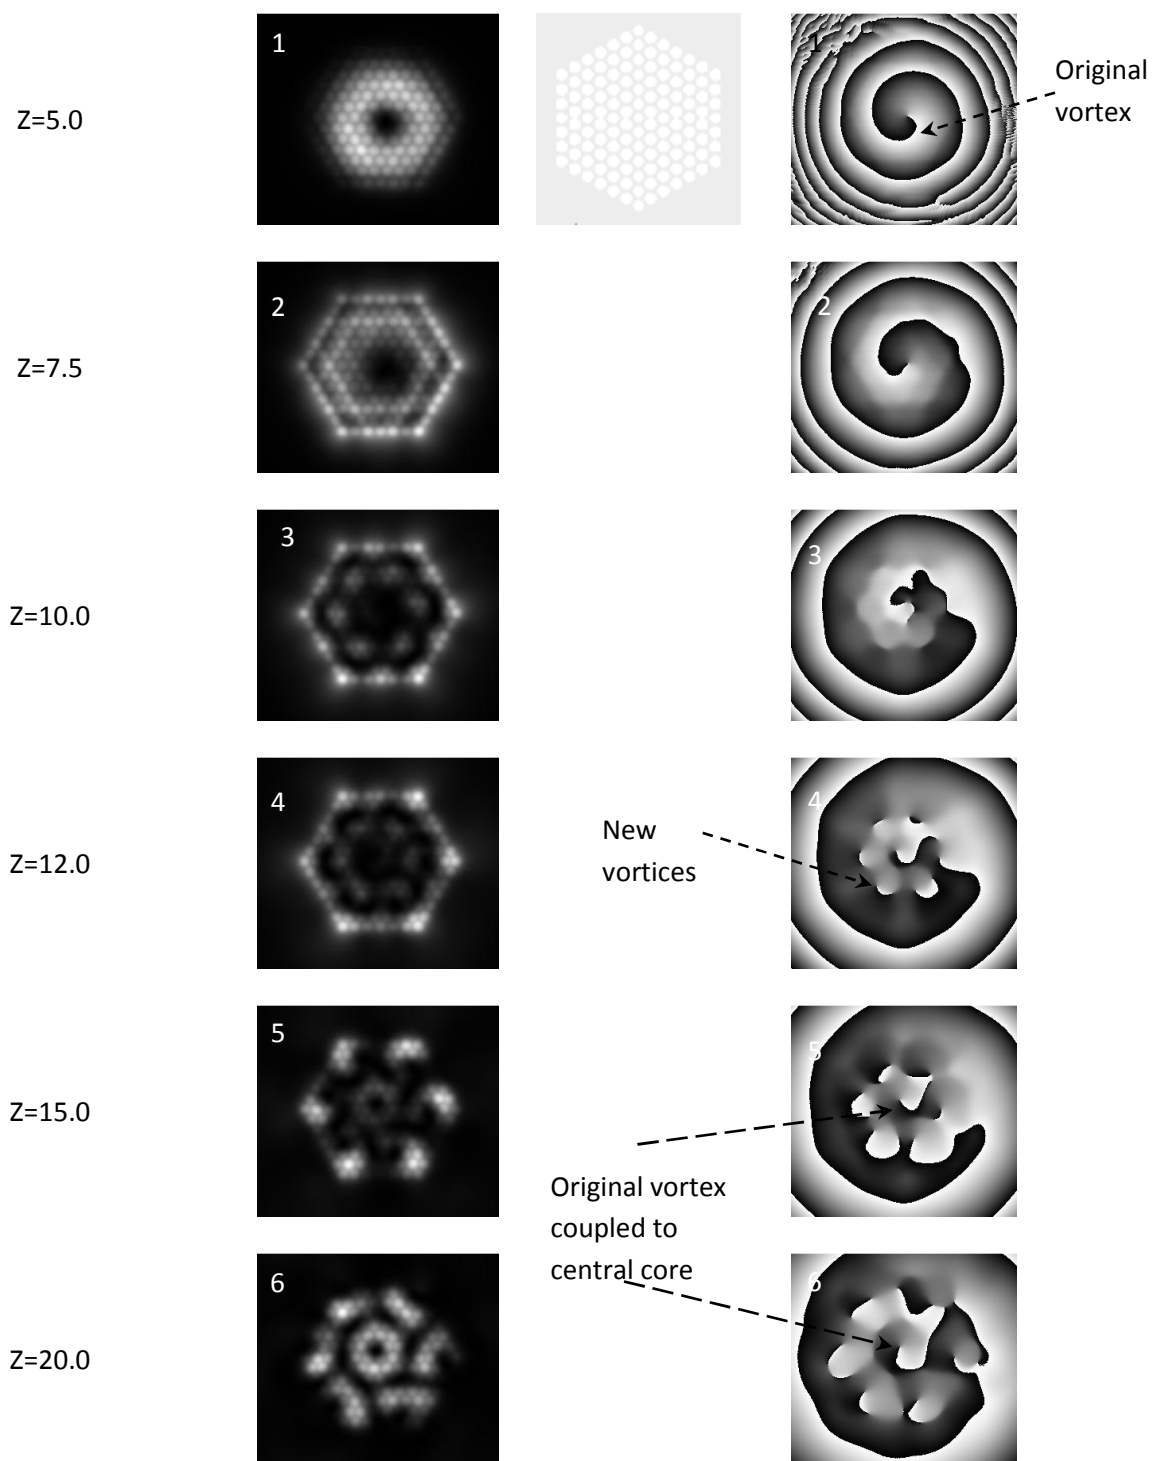 1
1
Original
vortex
Z=5.0
2
2
Z=7.5
3
3
Z=10.0
4
4
New
vortices
Z=12.0
5
5
Z=15.0
Original vortex
coupled to
central core
6
6
Z=20.0